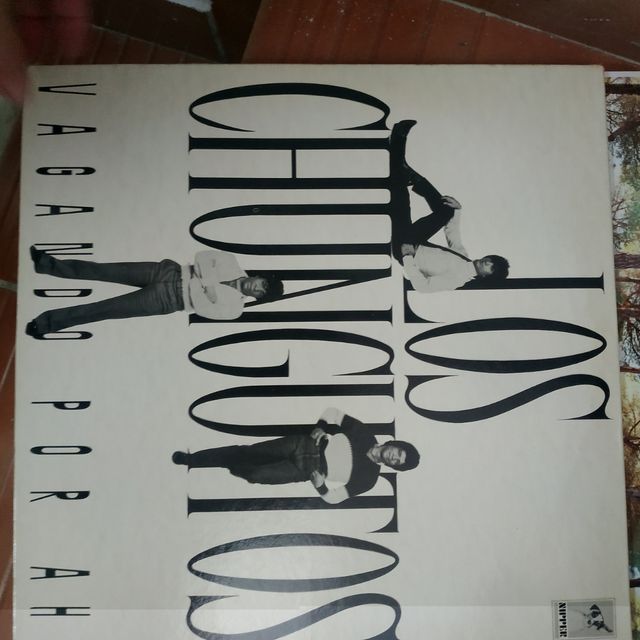 LOS
CHUNGUITOS
VAGANDO POR AH
NIPPER